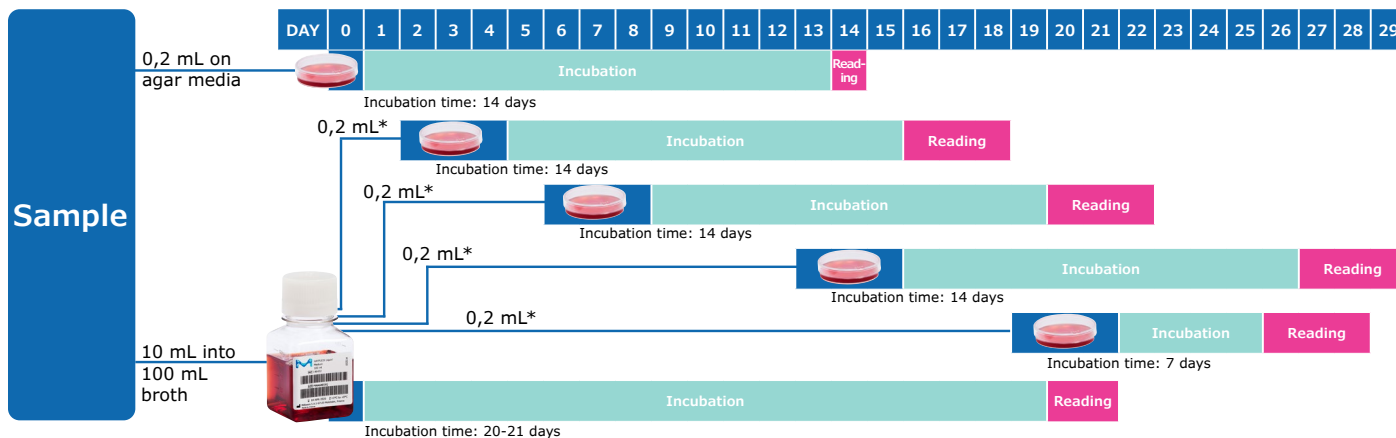 DAY 0 1 2 3 4 5 6 7 8 9 10 11 12 13 14 15 16 17 18 19 20 21 22 23 24 25 26 27 28 29
Sample
0,2 mL on
agar media
Incubation
Read-
ing
Incubation time: 14 days
0,2 mL*
Incubation
Reading
Incubation time: 14 days
0,2 mL*
Incubation
Reading
Incubation time: 14 days
0,2 mL*
Incubation
Reading
Incubation time: 14 days
0,2 mL*
Incubation
Reading
Incubation time: 7 days
10 mL into
100 mL
broth
Incubation
Reading
Incubation time: 20-21 days